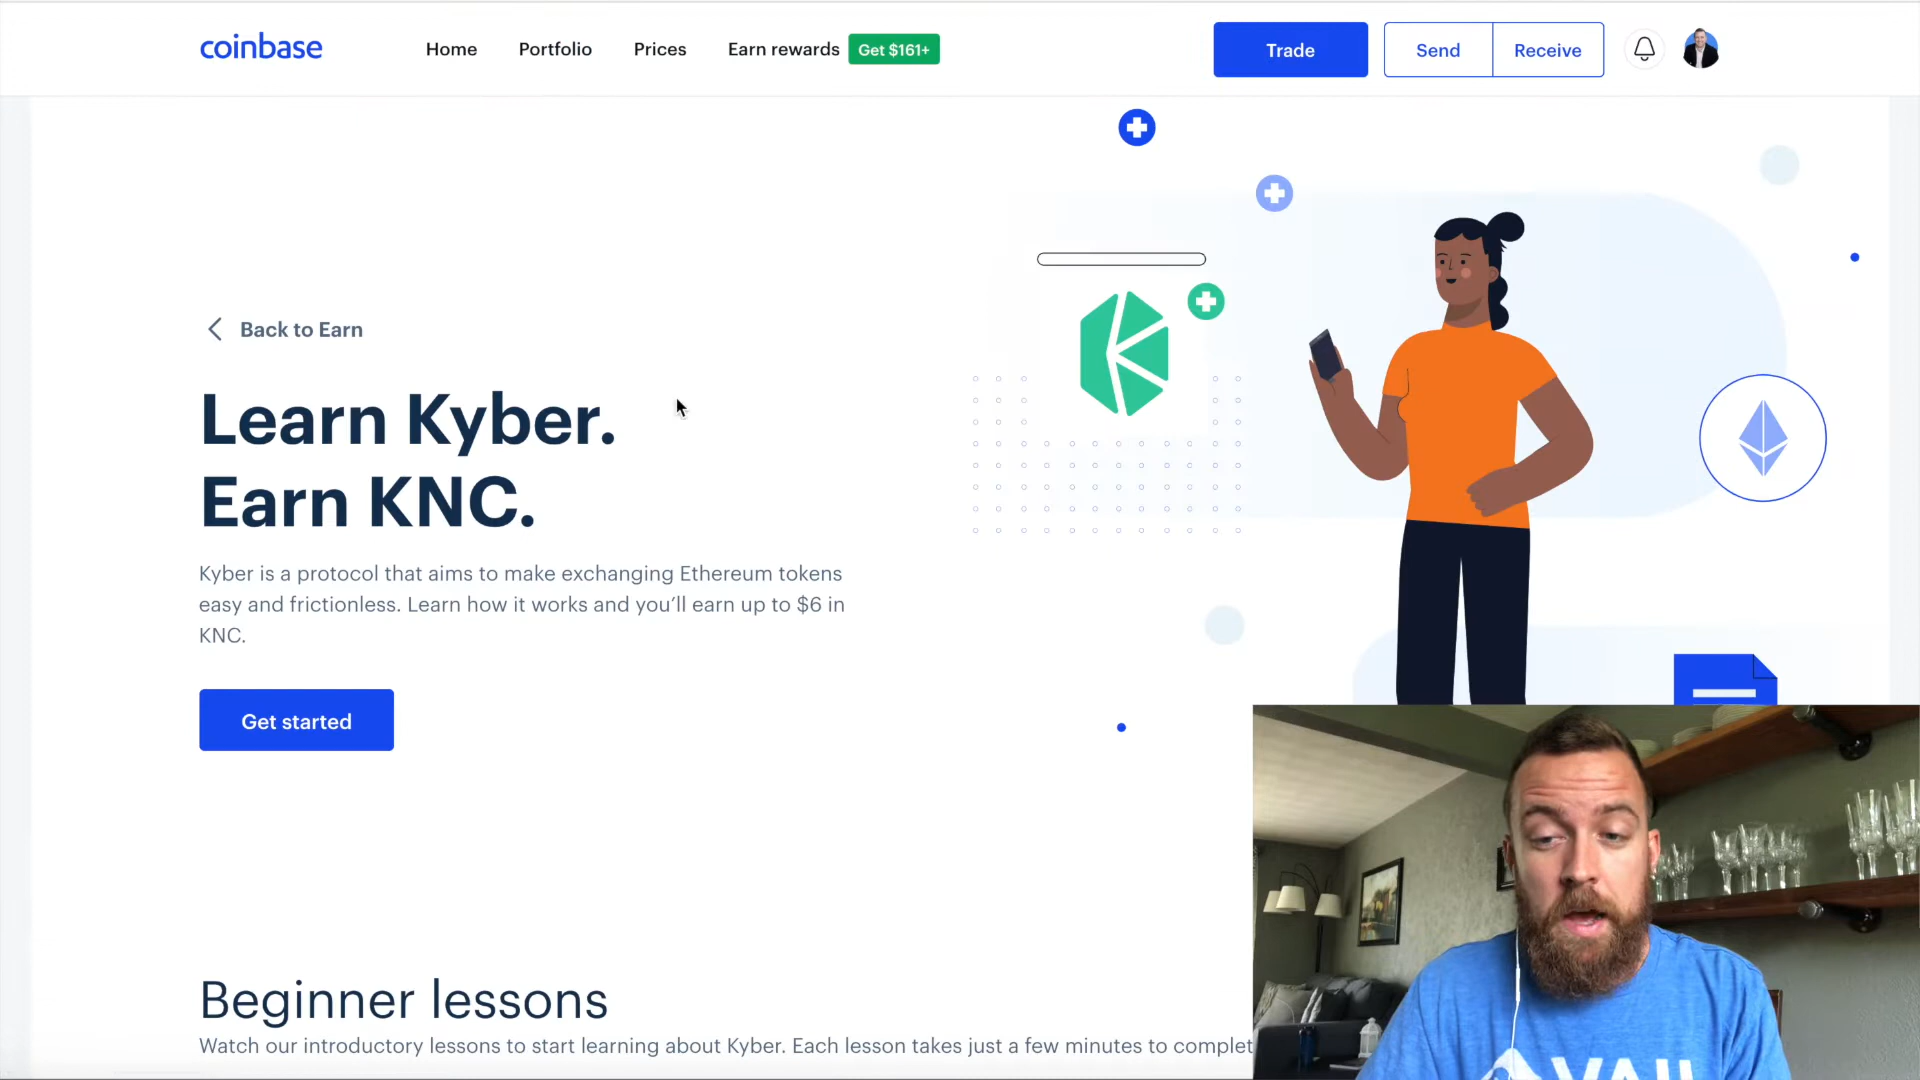 coinbase
Home
Portfolio
Prices
Earn rewards
Get $161+
Trade
Send
Receive
Back to Earn
Learn Kyber.
Earn KNC.
Kyber is a protocol that aims to make exchanging Ethereum tokens
easy and frictionless. Learn how it works and you’ll earn up to $6 in
KNC.
Get started
Beginner lessons
Watch our introductory lessons to start learning about Kyber. Each lesson takes just a few minutes to complet
VAIL